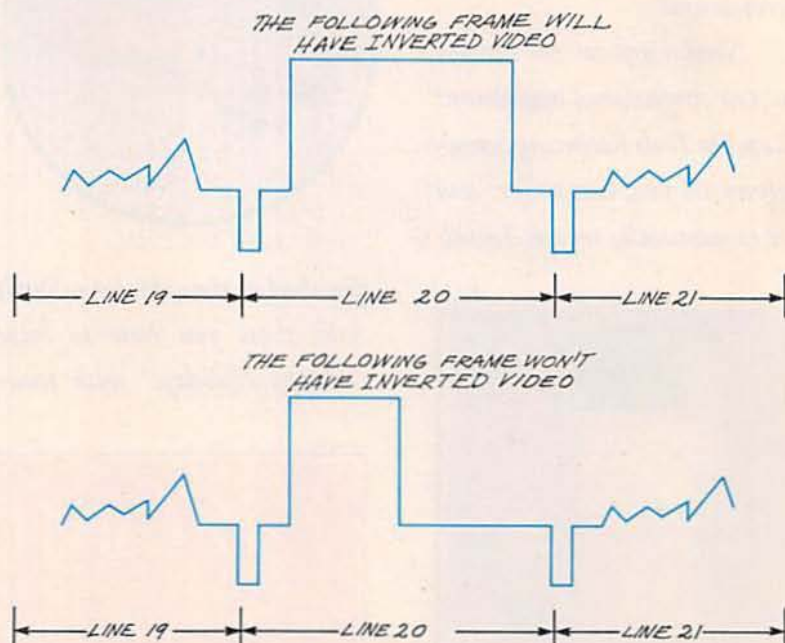 THE FOLLOWING FRAME WILL
HAVE INVERTED VIDEO
LINE 19
LINE 20
LINE 21
THE FOLLOWING FRAME WON'T
HAVE INVERTED VIDEO
LINE 19
LINE 20
LINE 21